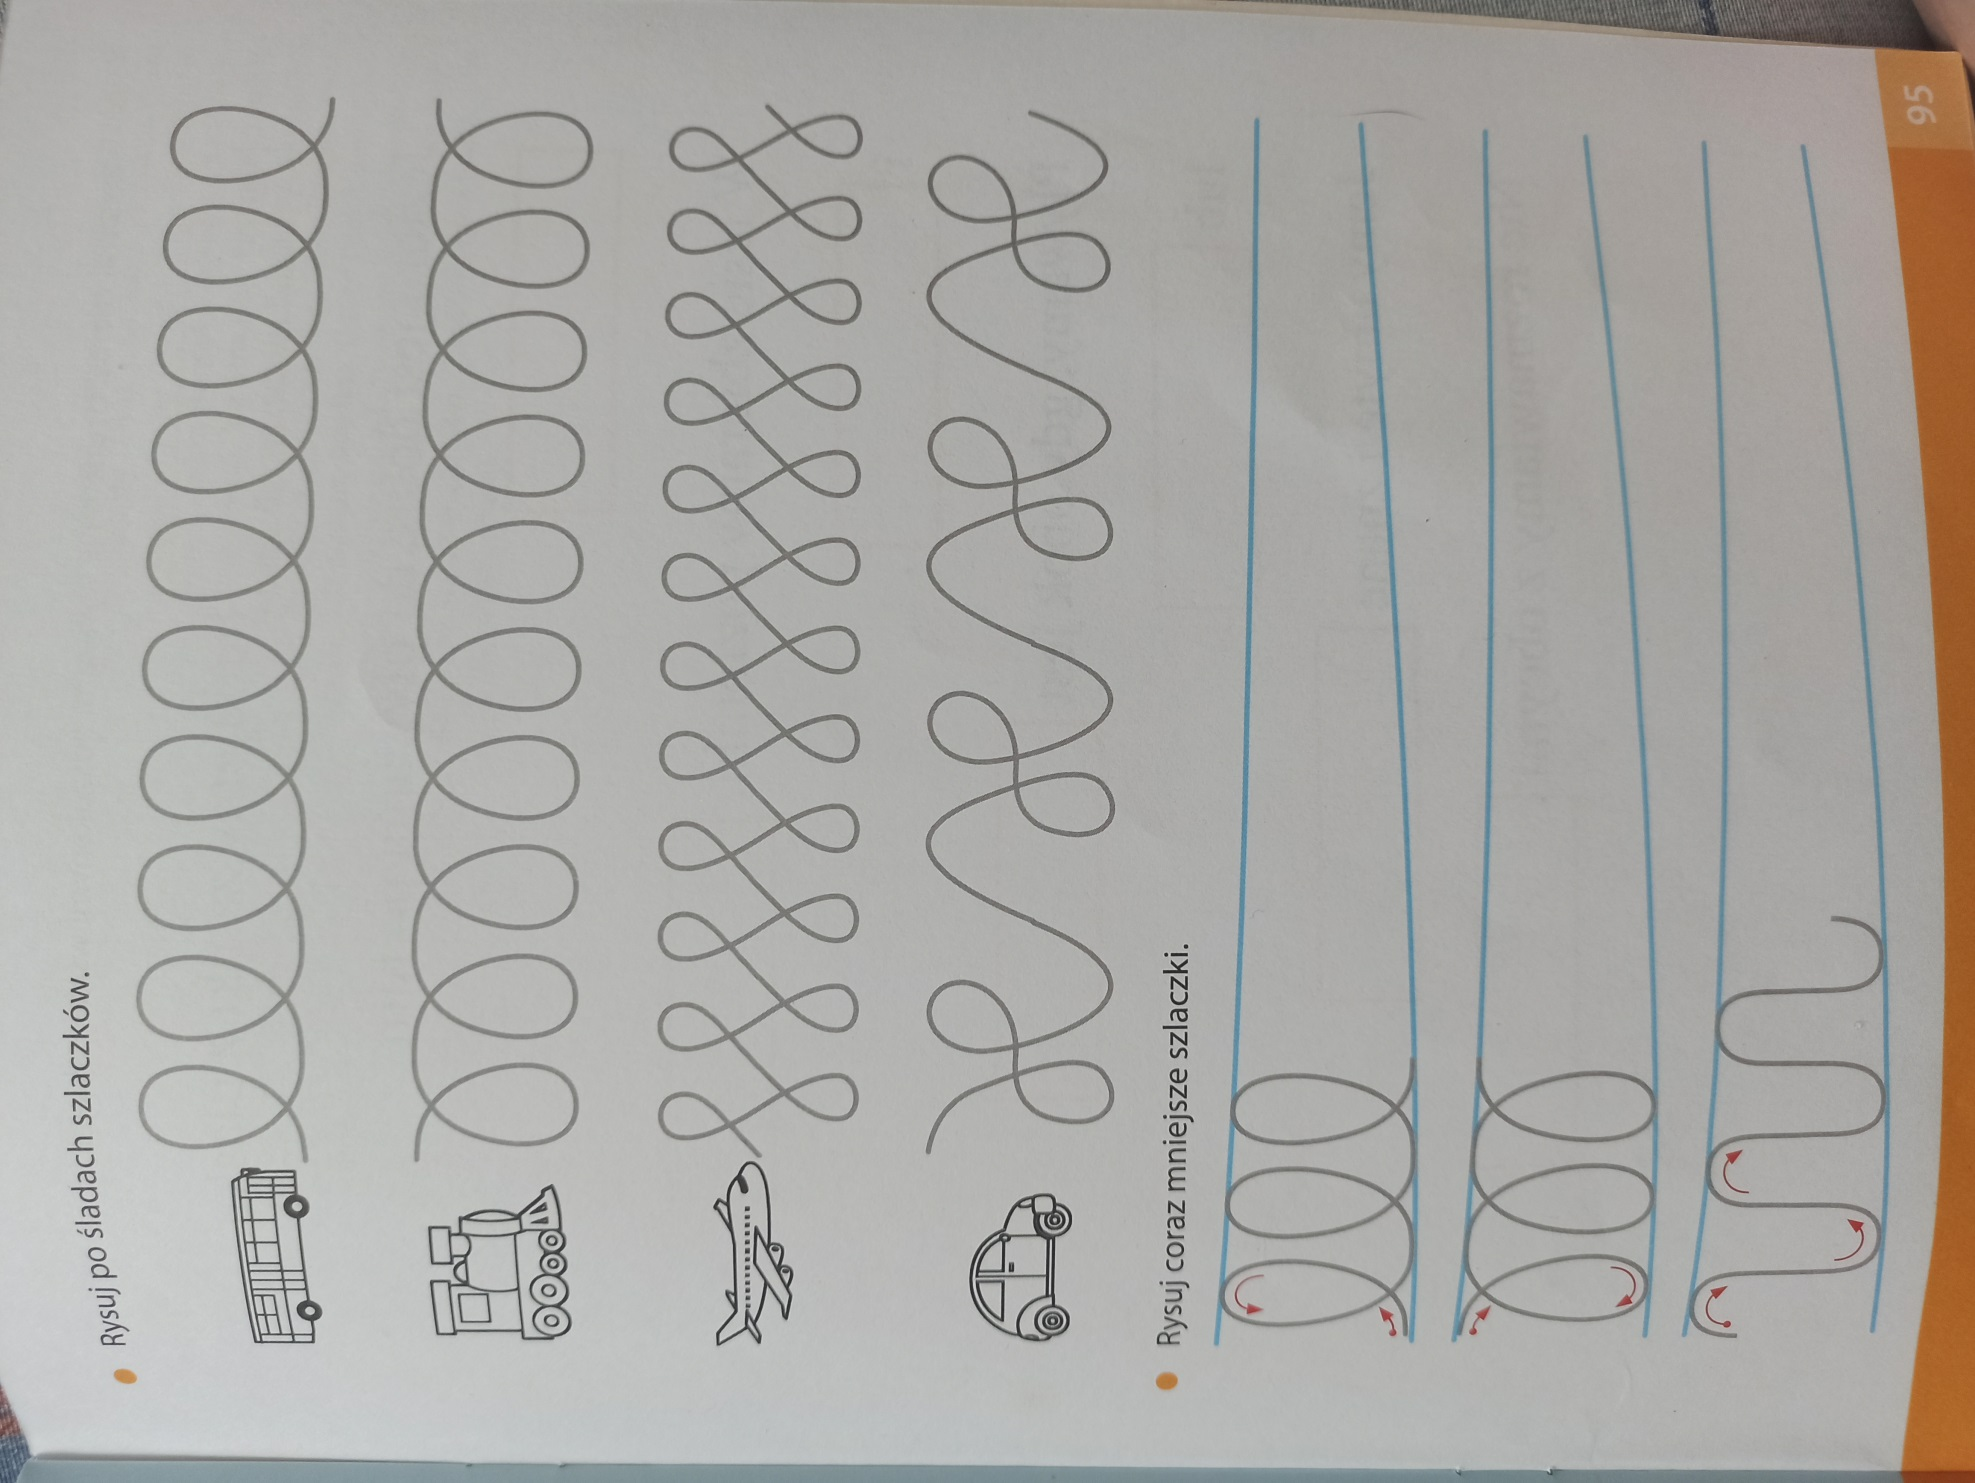 Rysuj po śladach szlaczków.
Rysuj coraz mniejsze szlaczki.
95